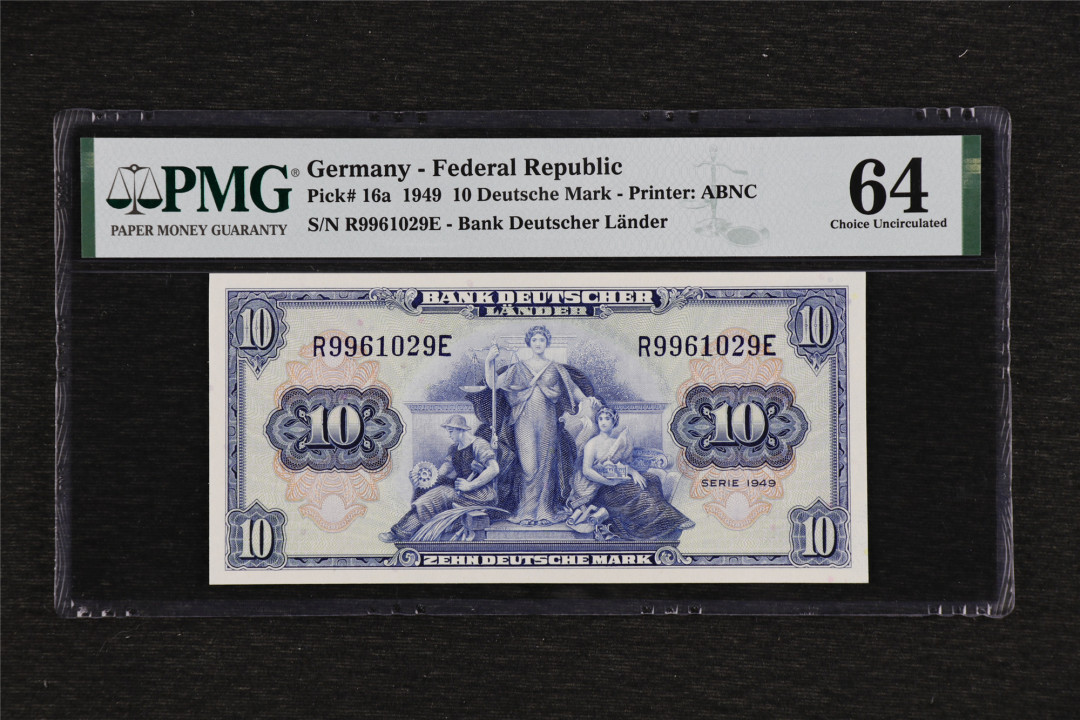 PMG®
PAPER MONEY GUARANTY
Germany - Federal Republic
Pick# 16a 1949 10 Deutsche Mark - Printer: ABNC
S/N R9961029E - Bank Deutscher Länder
64
Choice Uncirculated
BANK DEUTSCHER
LÄNDER
10 10
R9961029E R9961029E
10 10
SERIE 1949
10 10
ZEHN DEUTSCHE MARK